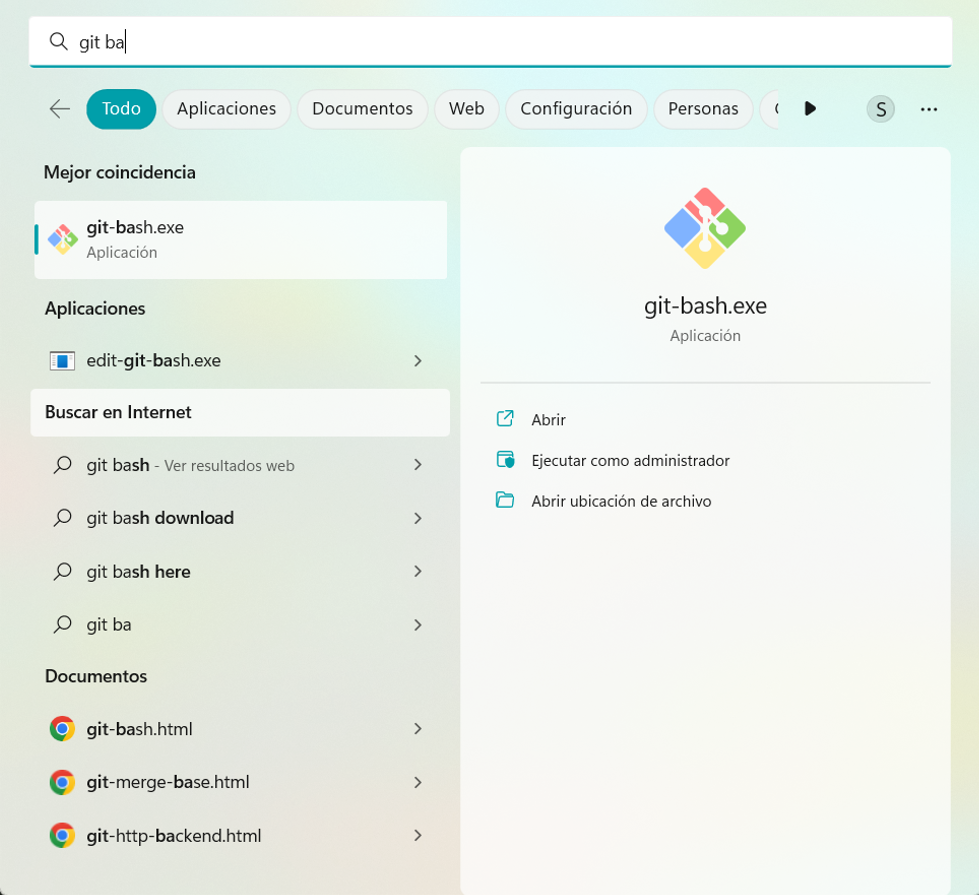 git ba
Todo
Aplicaciones
Documentos
Web
Configuración
Personas
S
Mejor coincidencia
git-bash.exe
Aplicación
Aplicaciones
edit-git-bash.exe
Buscar en Internet
git bash - Ver resultados web
git bash download
git bash here
git ba
Documentos
git-bash.html
git-merge-base.html
git-http-backend.html
git-bash.exe
Aplicación
Abrir
Ejecutar como administrador
Abrir ubicación de archivo